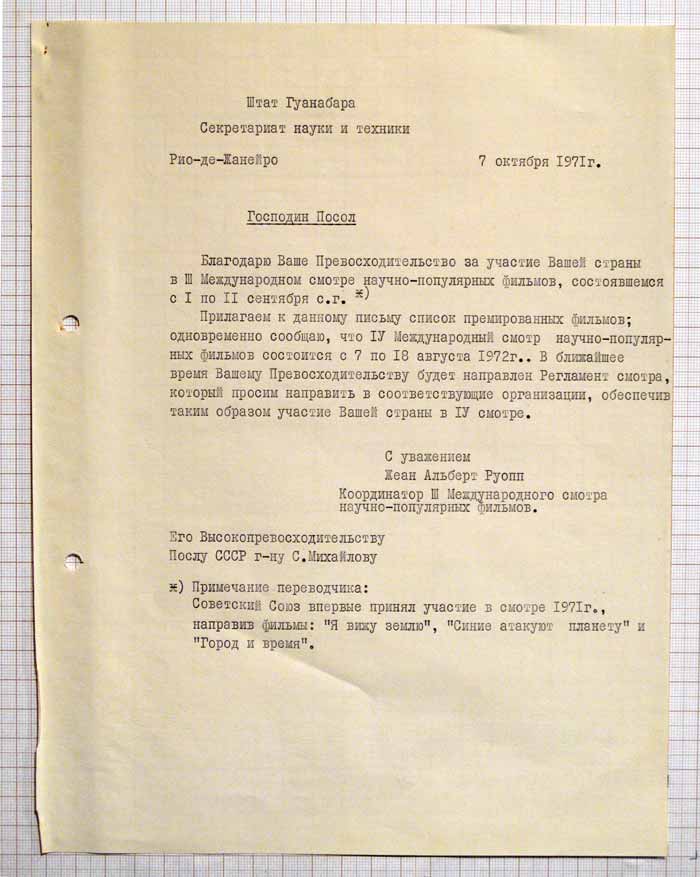 Штат Гуанабара
Секретариат науки и техники
Рио-де-Жанейро 7 октября 1971г.
Господин Посол
Благодарю Ваше Превосходительство за участие Вашей страны
в III Международном смотре научно-популярных фильмов, состоявшемся
с I по II сентября с.г. ж)
Прилагаем к данному письму список премированных фильмов;
одновременно сообщаю, что IУ Международный смотр научно-популяр-
ных фильмов состоится с 7 по 18 августа 1972г.. В ближайшее
время Вашему Превосходительству будет направлен Регламент смотра,
который просим направить в соответствующие организации, обеспечив
таким образом участие Вашей страны в IУ смотре.
С уважением
Жеан Альберт Руопп
Координатор III Международного смотра
научно-популярных фильмов.
Его Высокопревосходительству
Послу СССР г-ну С.Михайлову
ж) Примечание переводчика:
Советский Союз впервые принял участие в смотре 1971г.,
направив фильмы: "Я вижу землю", "Синие атакуют планету" и
"Город и время".